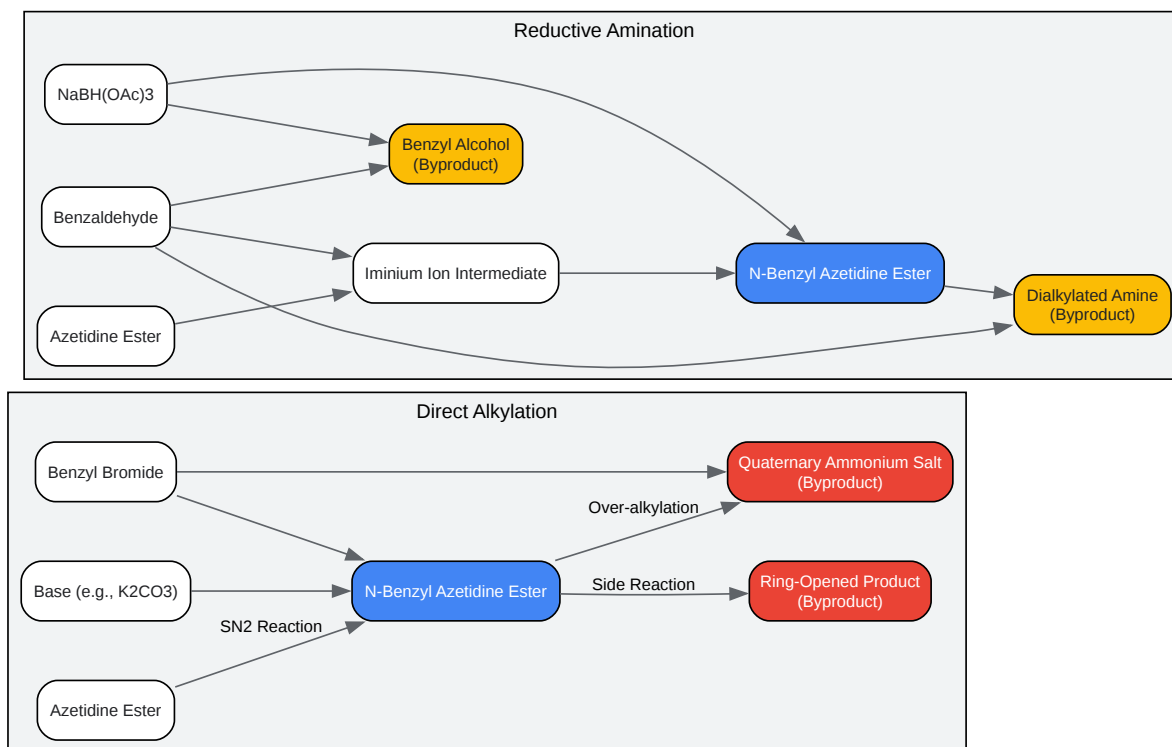 Reductive Amination
NaBH(OAc)3
Benzyl Alcohol
(Byproduct)
Benzaldehyde
Iminium Ion Intermediate
N-Benzyl Azetidine Ester
Dialkylated Amine
(Byproduct)
Azetidine Ester
Direct Alkylation
Benzyl Bromide
Quaternary Ammonium Salt
(Byproduct)
Over-alkylation
Base (e.g., K2CO3)
N-Benzyl Azetidine Ester
Side Reaction
Ring-Opened Product
(Byproduct)
SN2 Reaction
Azetidine Ester